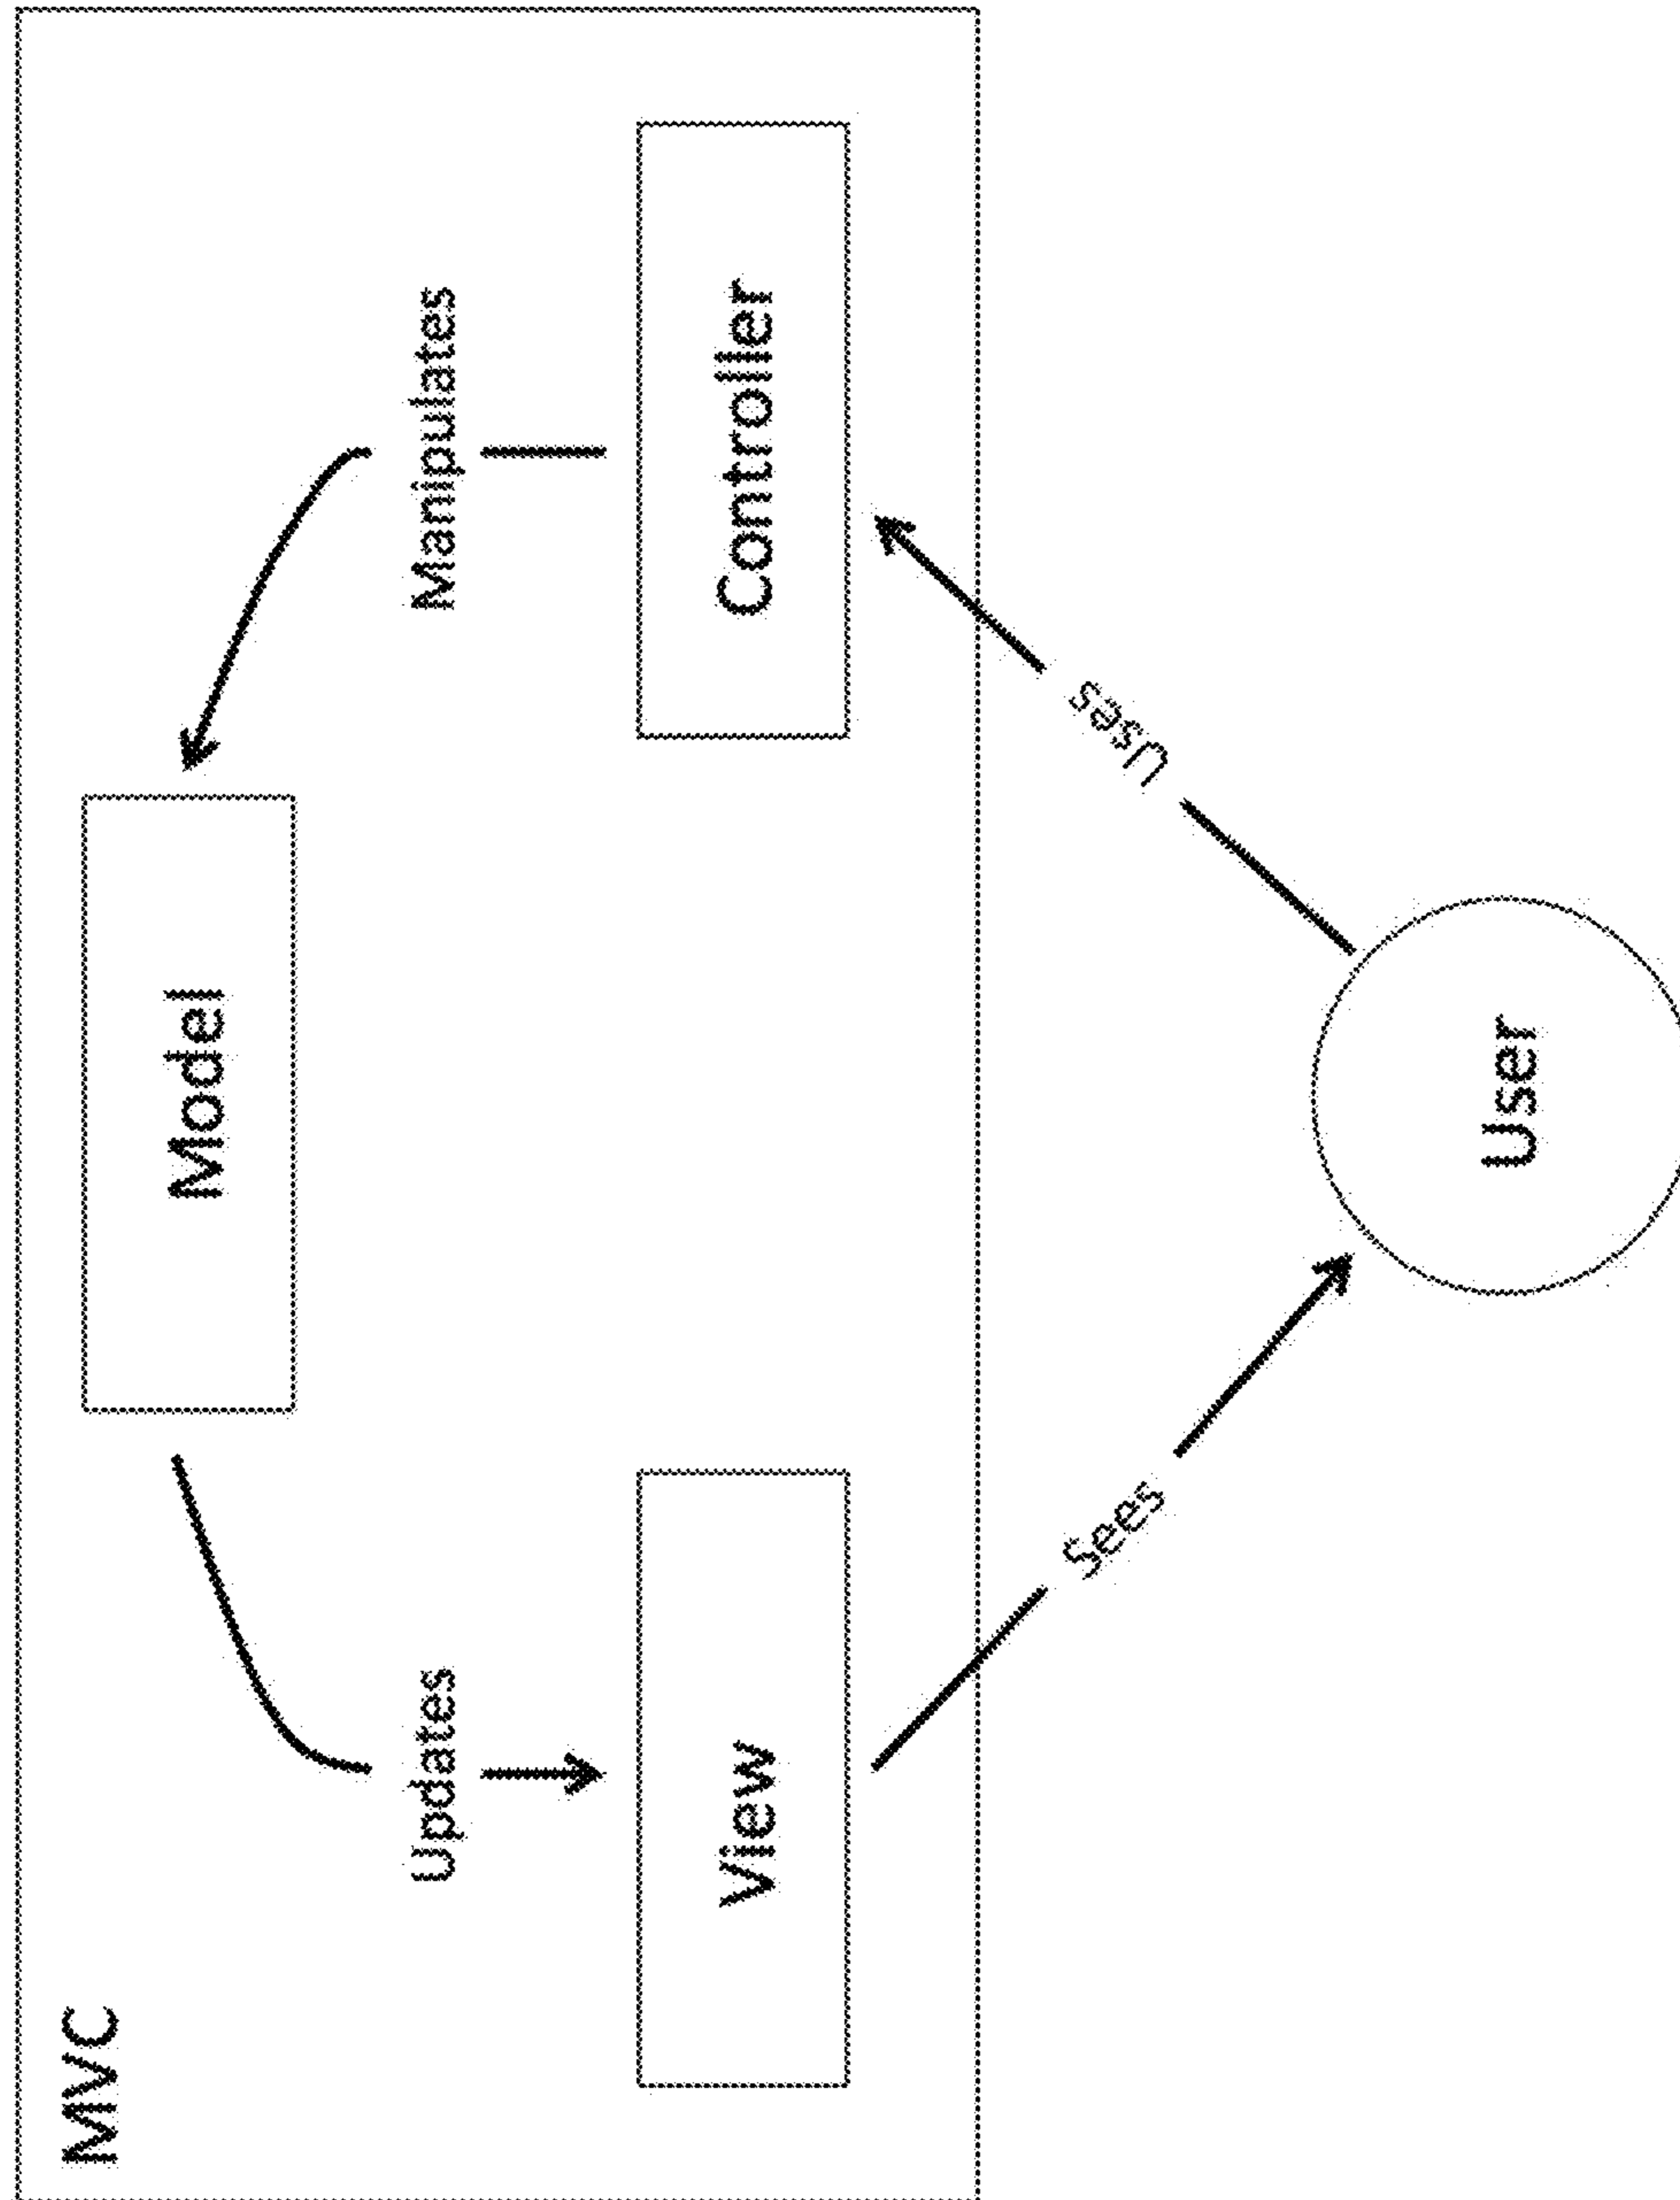 MVC
Model
Updates
Manipulates
View
Controller
Sees
Uses
User